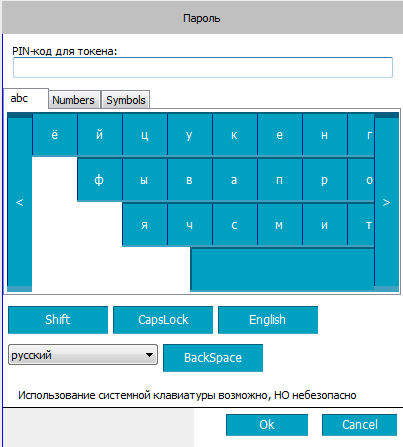 Пароль
PIN-код для токена:
abc Numbers Symbols
ё й ц у к е н г
< ф ы в а п р о >
я ч с м и т
Shift CapsLock English
русский BackSpace
Использование системной клавиатуры возможно, НО небезопасно
Ok Cancel